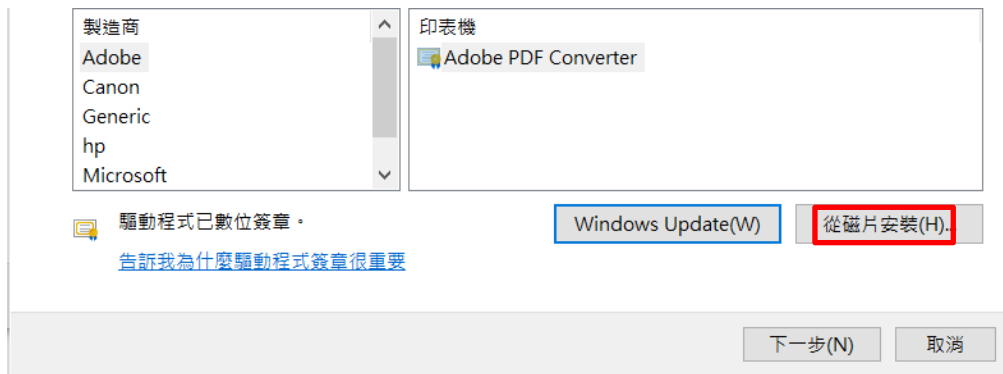 製造商
Adobe
Canon
Generic
hp
Microsoft
印表機
Adobe PDF Converter
驅動程式已數位簽章。
告訴我為什麼驅動程式簽章很重要
Windows Update(W)
從磁片安裝(H)...
下一步(N)
取消